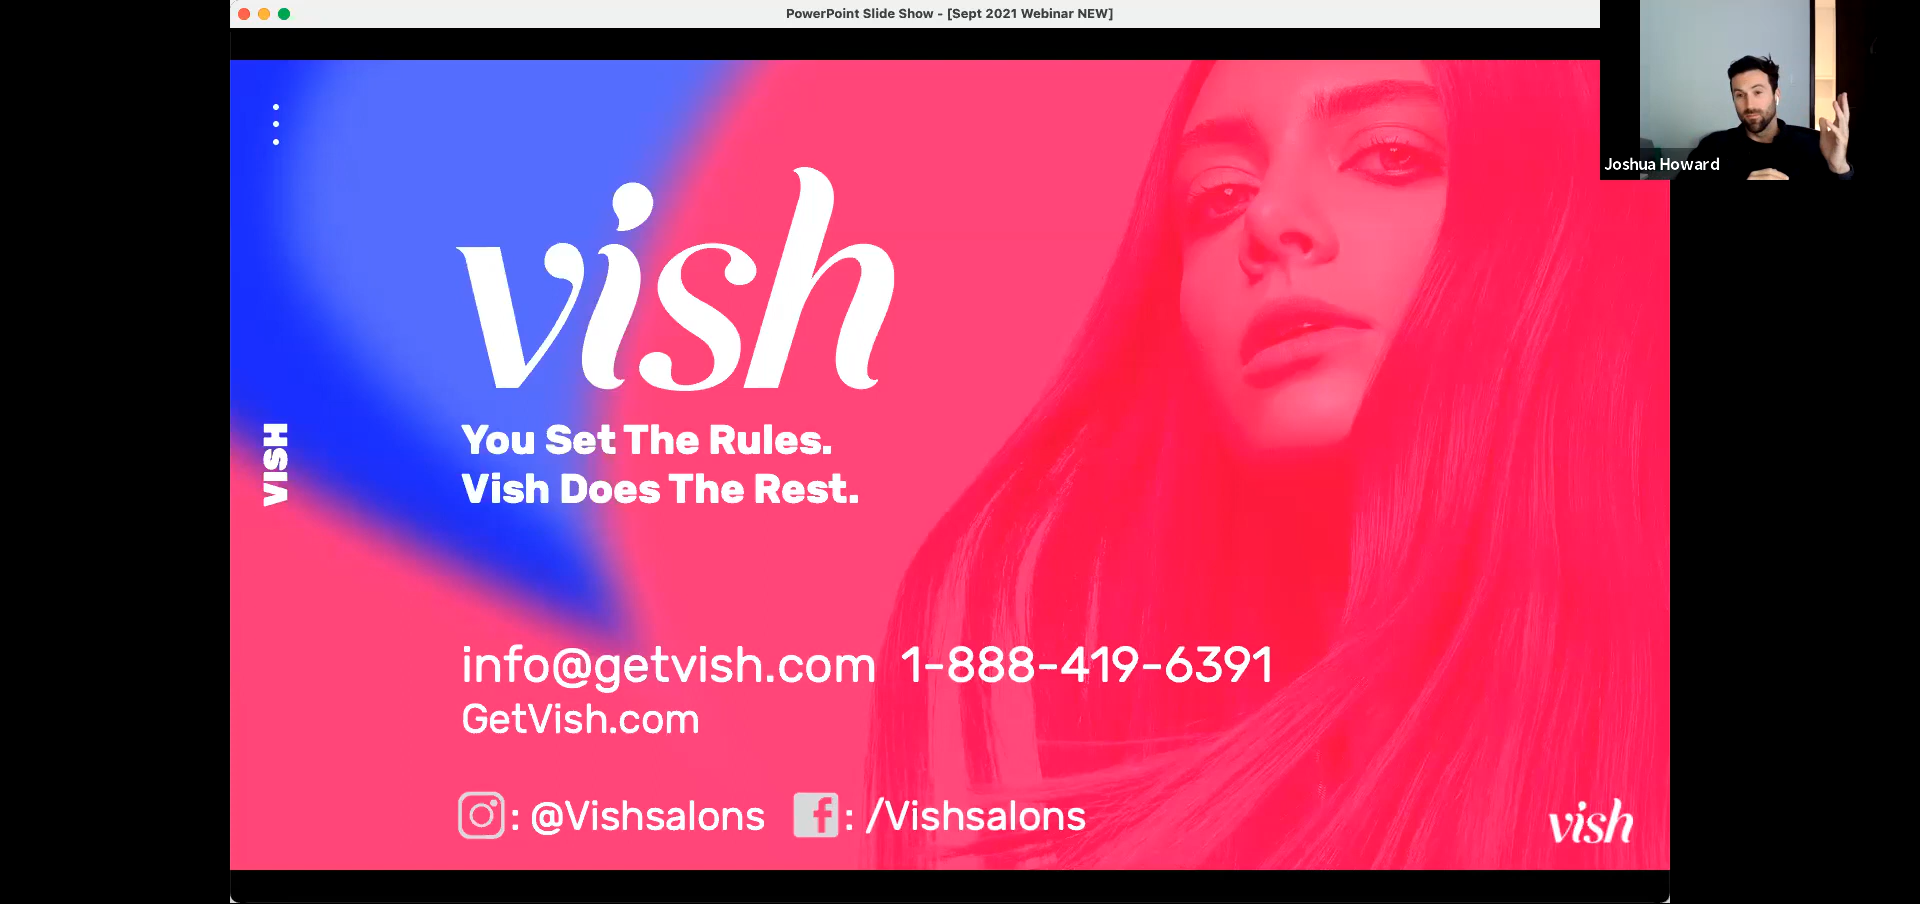 PowerPoint Slide Show - [Sept 2021 Webinar NEW]
Joshua Howard
vish
VISH
You Set The Rules.
Vish Does The Rest.
info@getvish.com 1-888-419-6391
GetVish.com
: @Vishsalons : /Vishsalons
vish